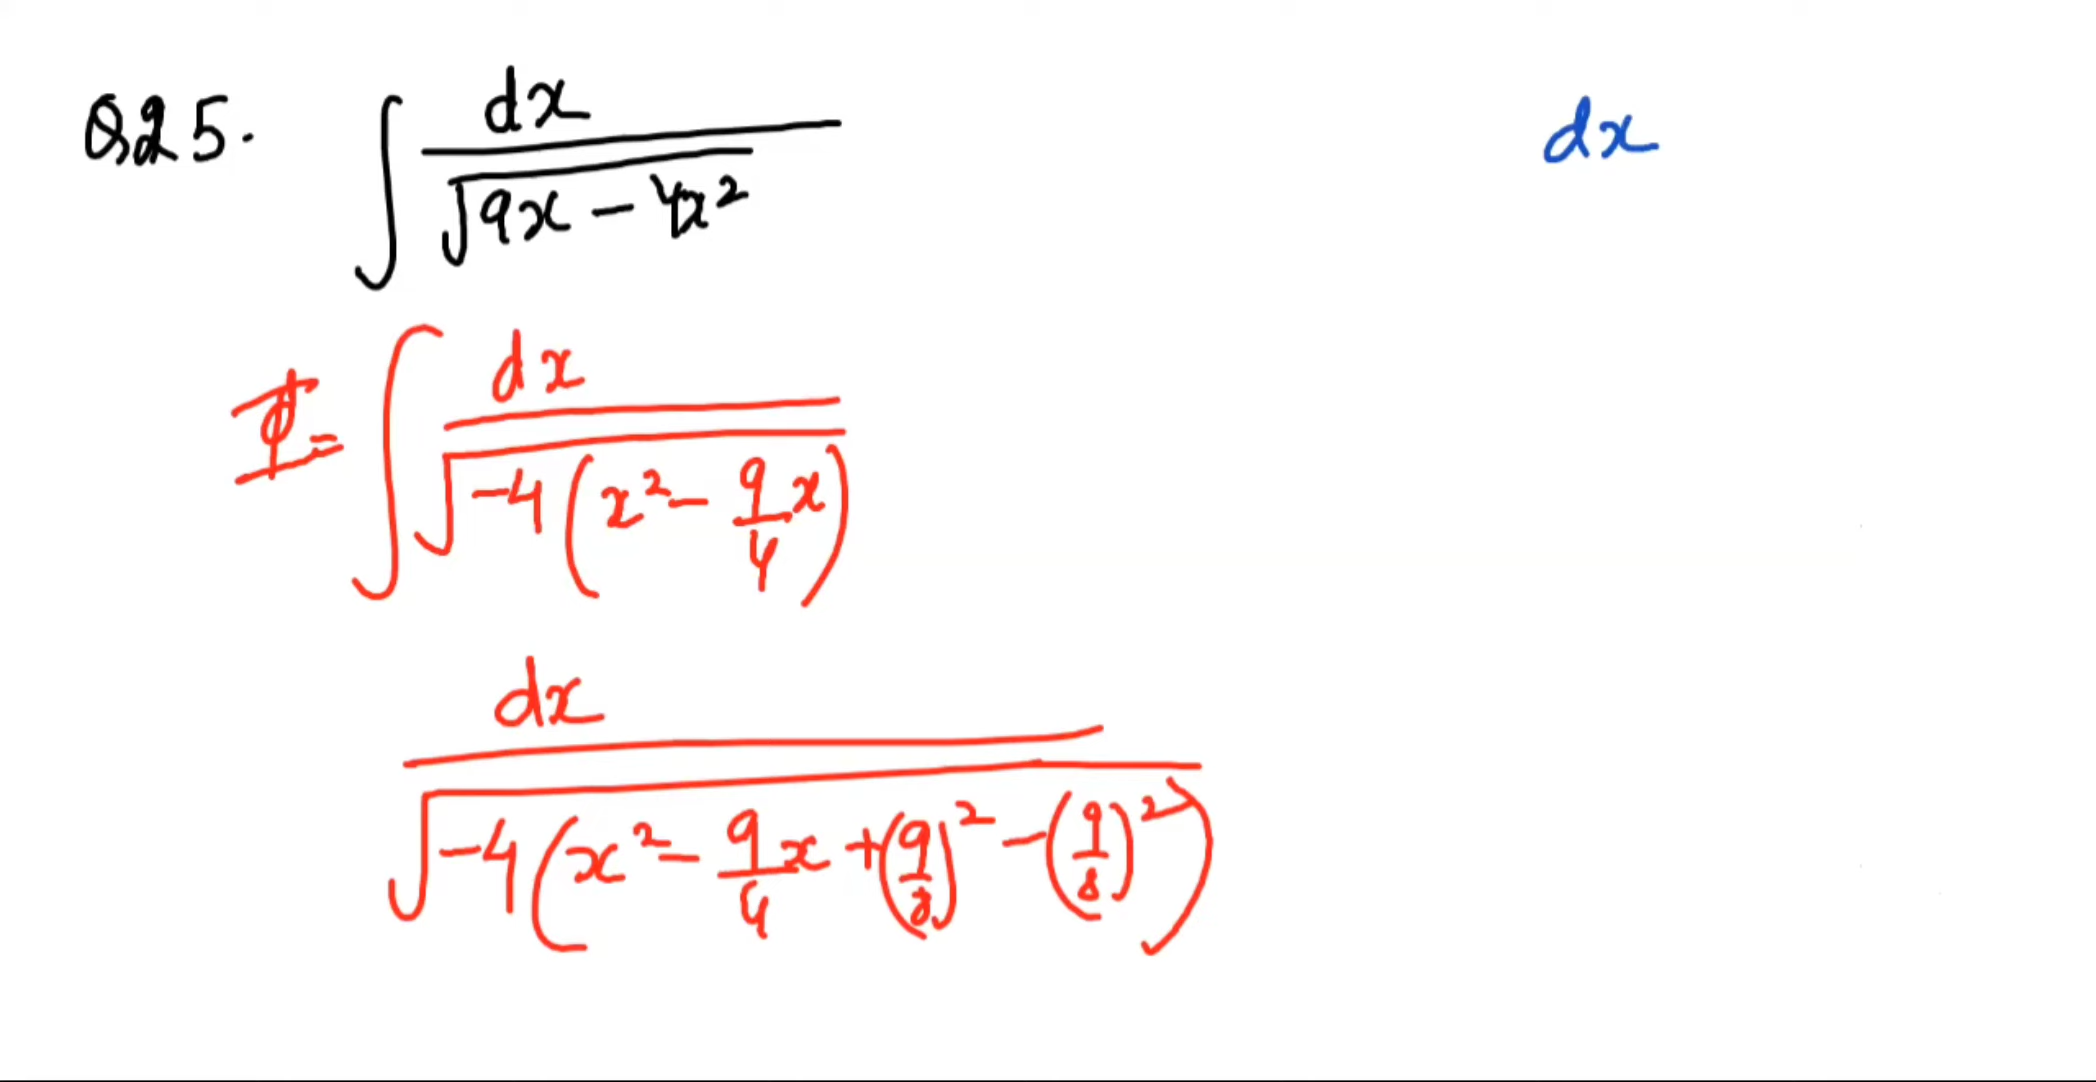 Q25. ∫ dx / √(9x − 4x²)
dx
I = ∫ dx / √(−4(x² − 9/4 x))
dx / √(−4(x² − 9/4 x + (9/8)² − (9/8)²))